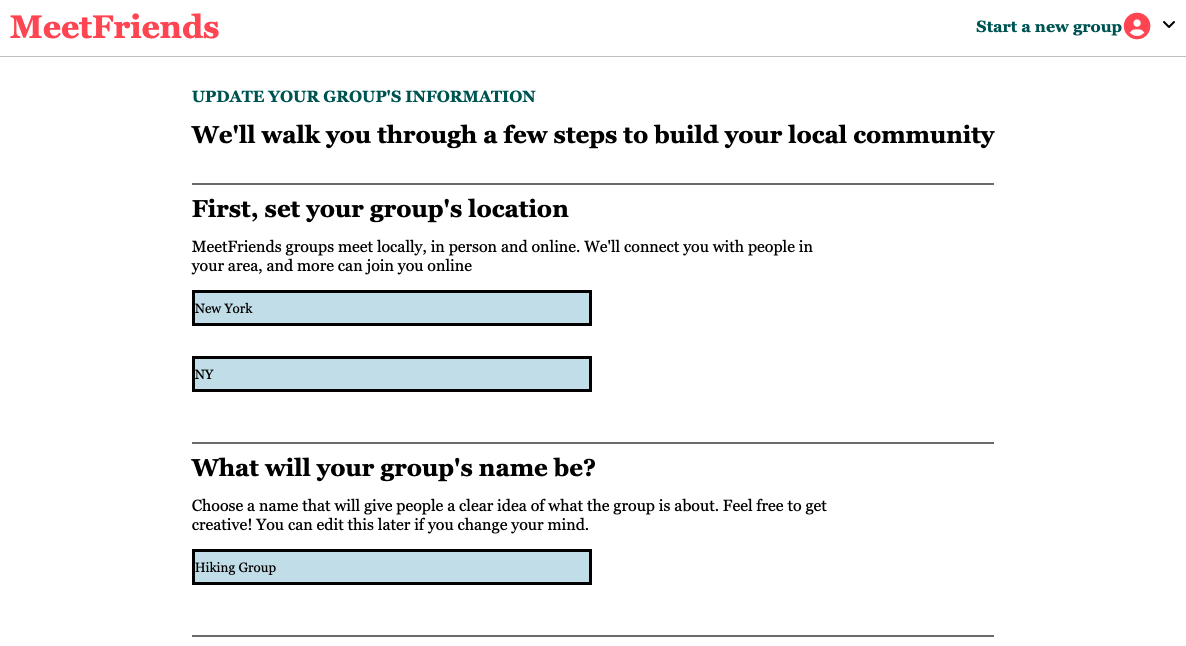 MeetFriends
Start a new group
UPDATE YOUR GROUP'S INFORMATION
We'll walk you through a few steps to build your local community
First, set your group's location
MeetFriends groups meet locally, in person and online. We'll connect you with people in
your area, and more can join you online
New York
NY
What will your group's name be?
Choose a name that will give people a clear idea of what the group is about. Feel free to get
creative! You can edit this later if you change your mind.
Hiking Group